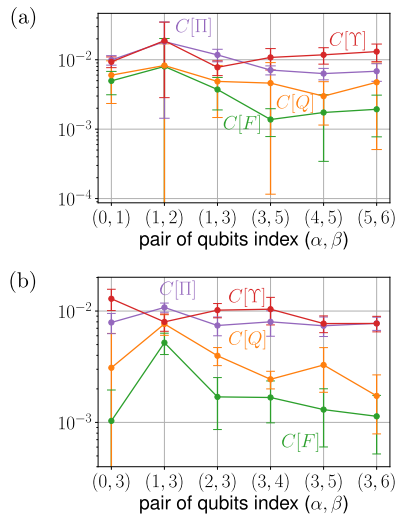 (a)
C[Π]
C[Υ]
10⁻²
C[Q]
C[F]
10⁻³
10⁻⁴
(0, 1) (1, 2) (1, 3) (3, 5) (4, 5) (5, 6)
pair of qubits index (α, β)
(b)
C[Π]
C[Υ]
10⁻²
C[Q]
10⁻³
C[F]
(0, 3) (1, 3) (2, 3) (3, 4) (3, 5) (3, 6)
pair of qubits index (α, β)